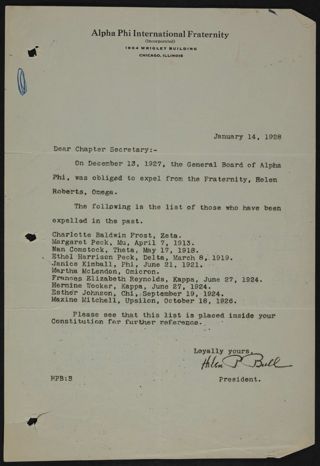 Alpha Phi International Fraternity
(Incorporated)
1604 WRIGLEY BUILDING
CHICAGO, ILLINOIS
January 14, 1928
Dear Chapter Secretary:-
On December 13, 1927, the General Board of Alpha
Phi, was obliged to expel from the Fraternity, Helen
Roberts, Omega.
The following is the list of those who have been
expelled in the past.
Charlotte Baldwin Frost, Zeta.
Margaret Peck, Mu, April 7, 1913.
Nan Comstock, Theta, May 17, 1918.
Ethel Harrison Peck, Delta, March 8, 1919.
Janice Kimball, Phi, June 21, 1921.
Martha McLendon, Omicron.
Frances Elizabeth Reynolds, Kappa, June 27, 1924.
Hermine Yooker, Kappa, June 27, 1924.
Esther Johnson, Chi, September 19, 1924.
Maxine Mitchell, Upsilon, October 18, 1926.
Please see that this list is placed inside your
Constitution for further reference.
Loyally yours,
Helen P. Bull
HPB:B President.